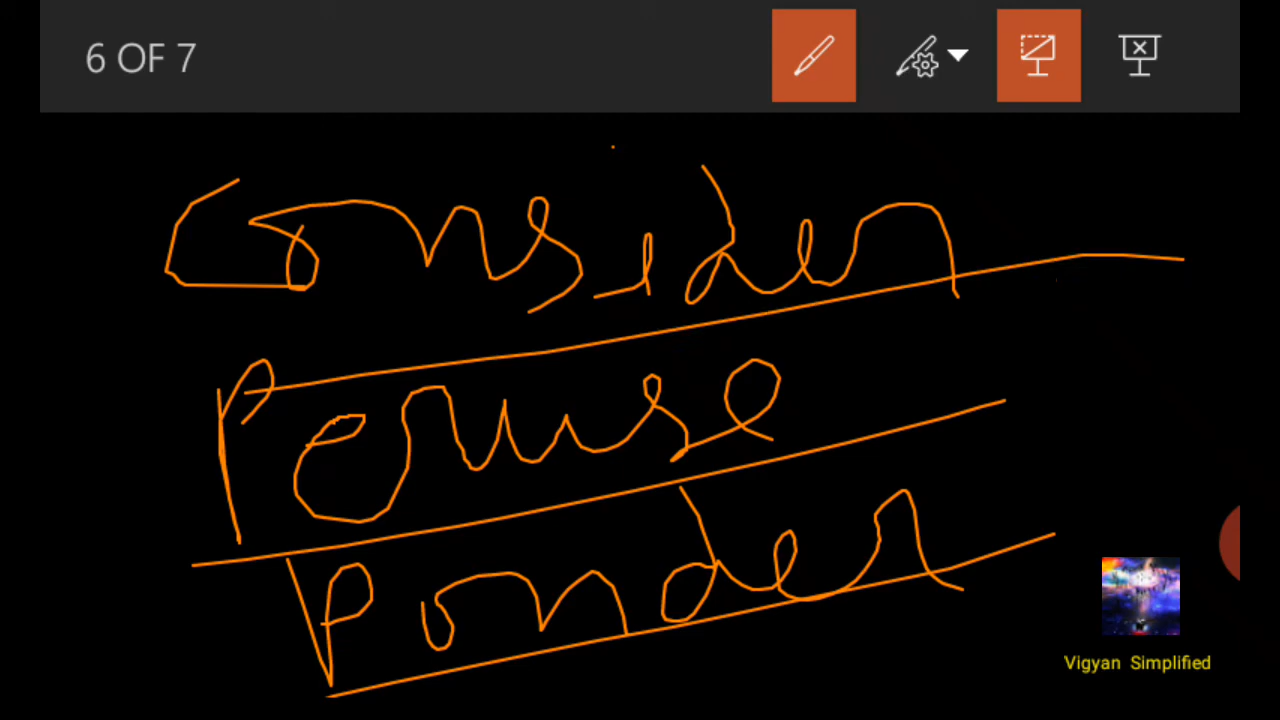 6 OF 7
Consider
Peruse
Ponder
Vigyan Simplified